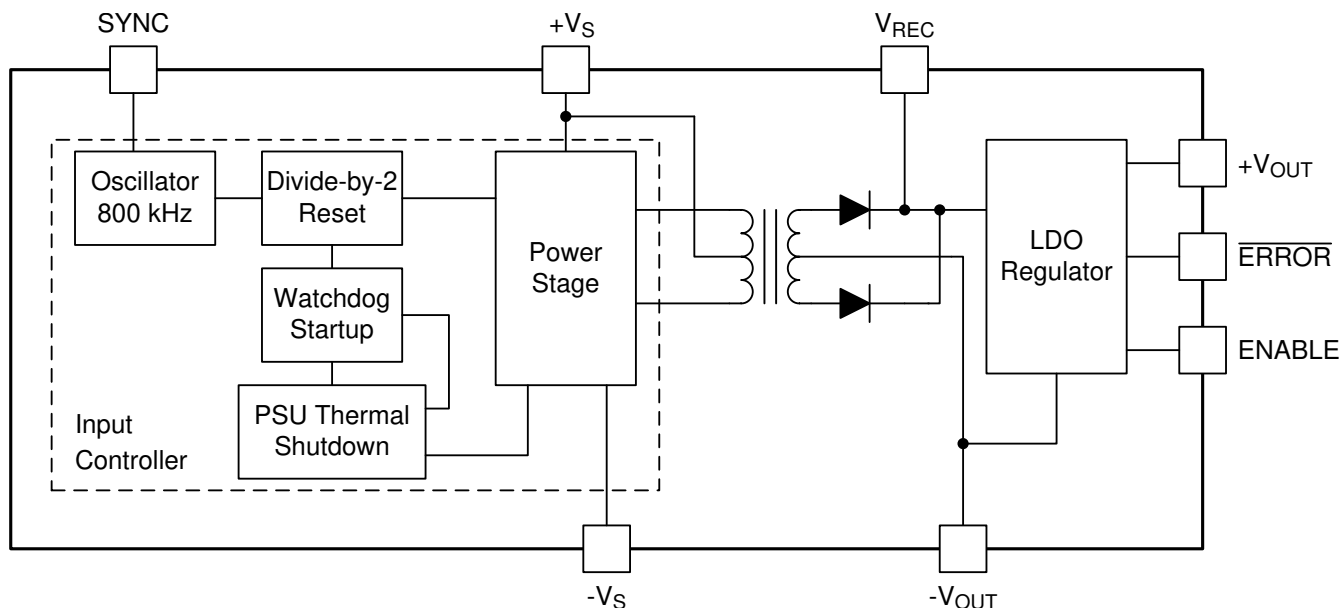 SYNC
+VS
VREC
Oscillator
800 kHz
Divide-by-2
Reset
Power
Stage
Watchdog
Startup
PSU Thermal
Shutdown
Input
Controller
LDO
Regulator
+VOUT
ERROR
ENABLE
-VS
-VOUT